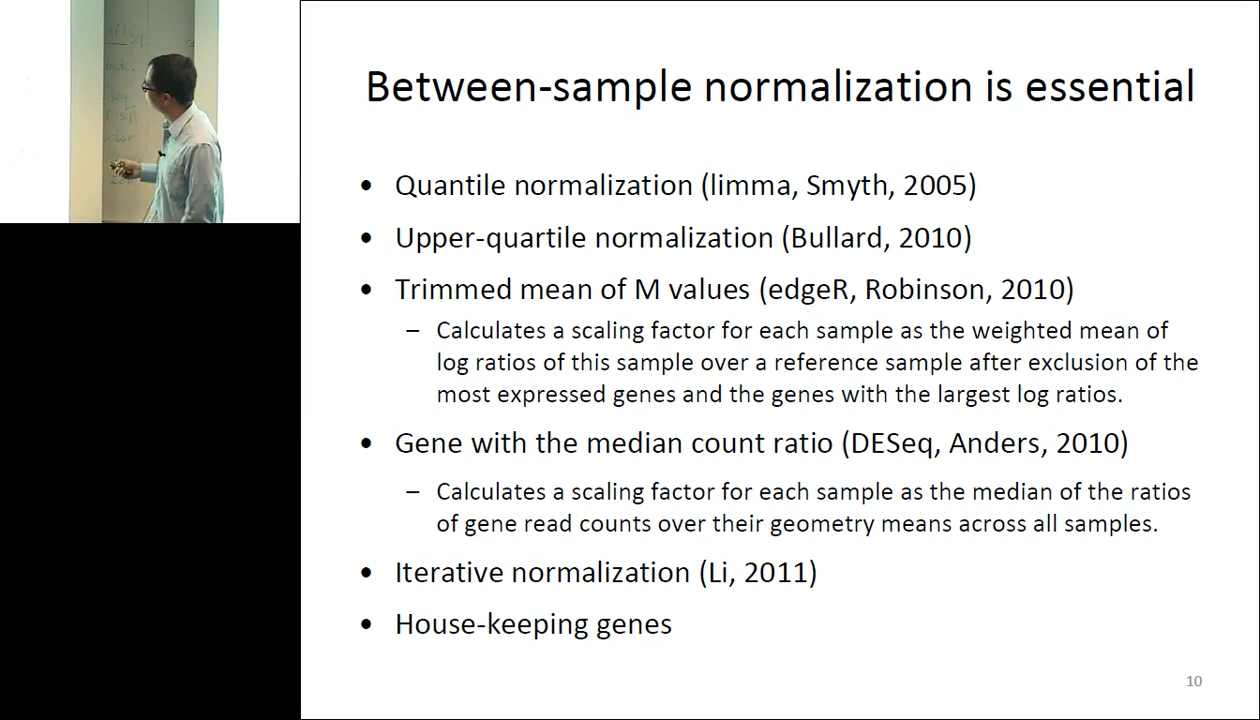 Between-sample normalization is essential
• Quantile normalization (limma, Smyth, 2005)
• Upper-quartile normalization (Bullard, 2010)
• Trimmed mean of M values (edgeR, Robinson, 2010)
– Calculates a scaling factor for each sample as the weighted mean of
log ratios of this sample over a reference sample after exclusion of the
most expressed genes and the genes with the largest log ratios.
• Gene with the median count ratio (DESeq, Anders, 2010)
– Calculates a scaling factor for each sample as the median of the ratios
of gene read counts over their geometry means across all samples.
• Iterative normalization (Li, 2011)
• House-keeping genes
10